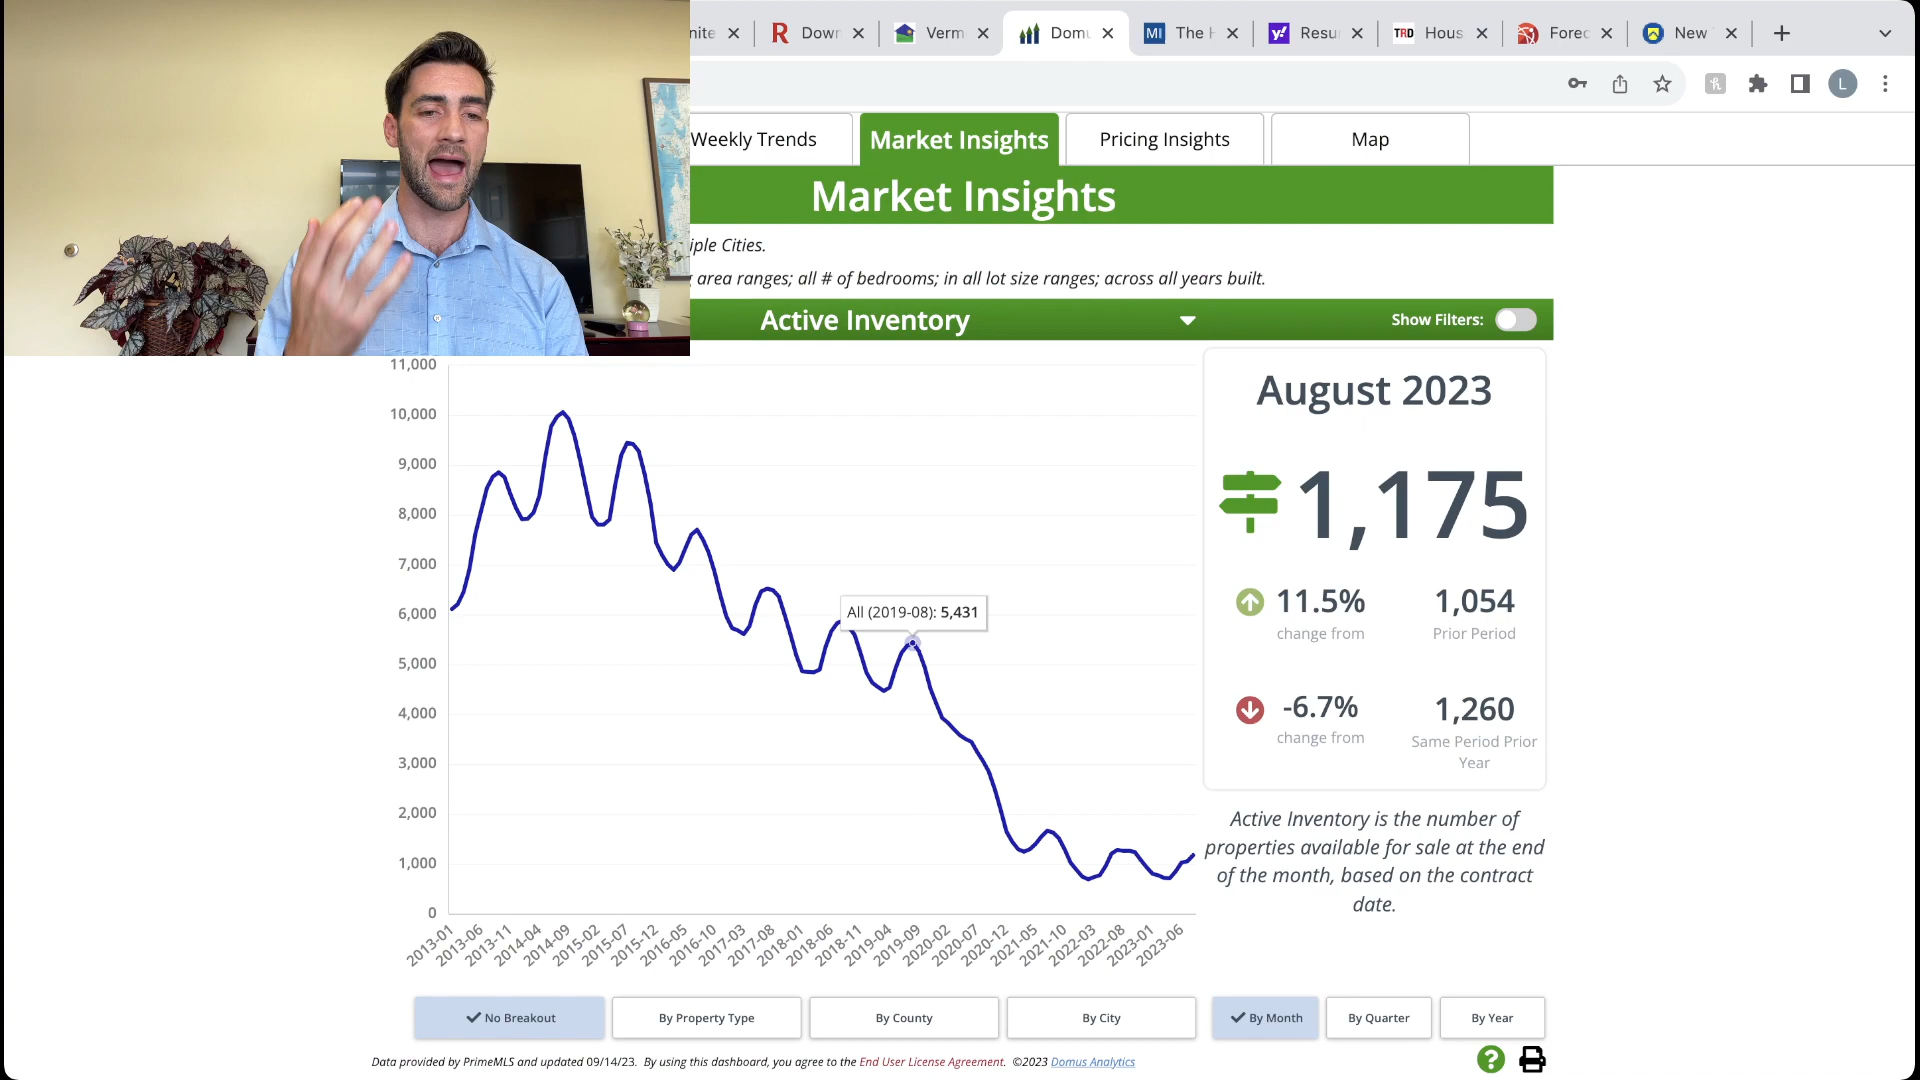 nite
Down
Verm
Domu
MI The H
y! Resu
TRD Hous
Forec
New
L
Weekly Trends
Market Insights
Pricing Insights
Map
Market Insights
iple Cities.
area ranges; all # of bedrooms; in all lot size ranges; across all years built.
Active Inventory
Show Filters:
11,000
10,000
9,000
8,000
7,000
6,000
5,000
4,000
3,000
2,000
1,000
0
All (2019-08): 5,431
2013-01
2013-06
2013-11
2014-04
2014-09
2015-02
2015-07
2015-12
2016-05
2016-10
2017-03
2017-08
2018-01
2018-06
2018-11
2019-04
2019-09
2020-02
2020-07
2020-12
2021-05
2021-10
2022-03
2022-08
2023-01
2023-06
August 2023
1,175
11.5%
change from
1,054
Prior Period
-6.7%
change from
1,260
Same Period Prior
Year
Active Inventory is the number of
properties available for sale at the end
of the month, based on the contract
date.
No Breakout
By Property Type
By County
By City
By Month
By Quarter
By Year
Data provided by PrimeMLS and updated 09/14/23. By using this dashboard, you agree to the End User License Agreement. ©2023 Domus Analytics
?